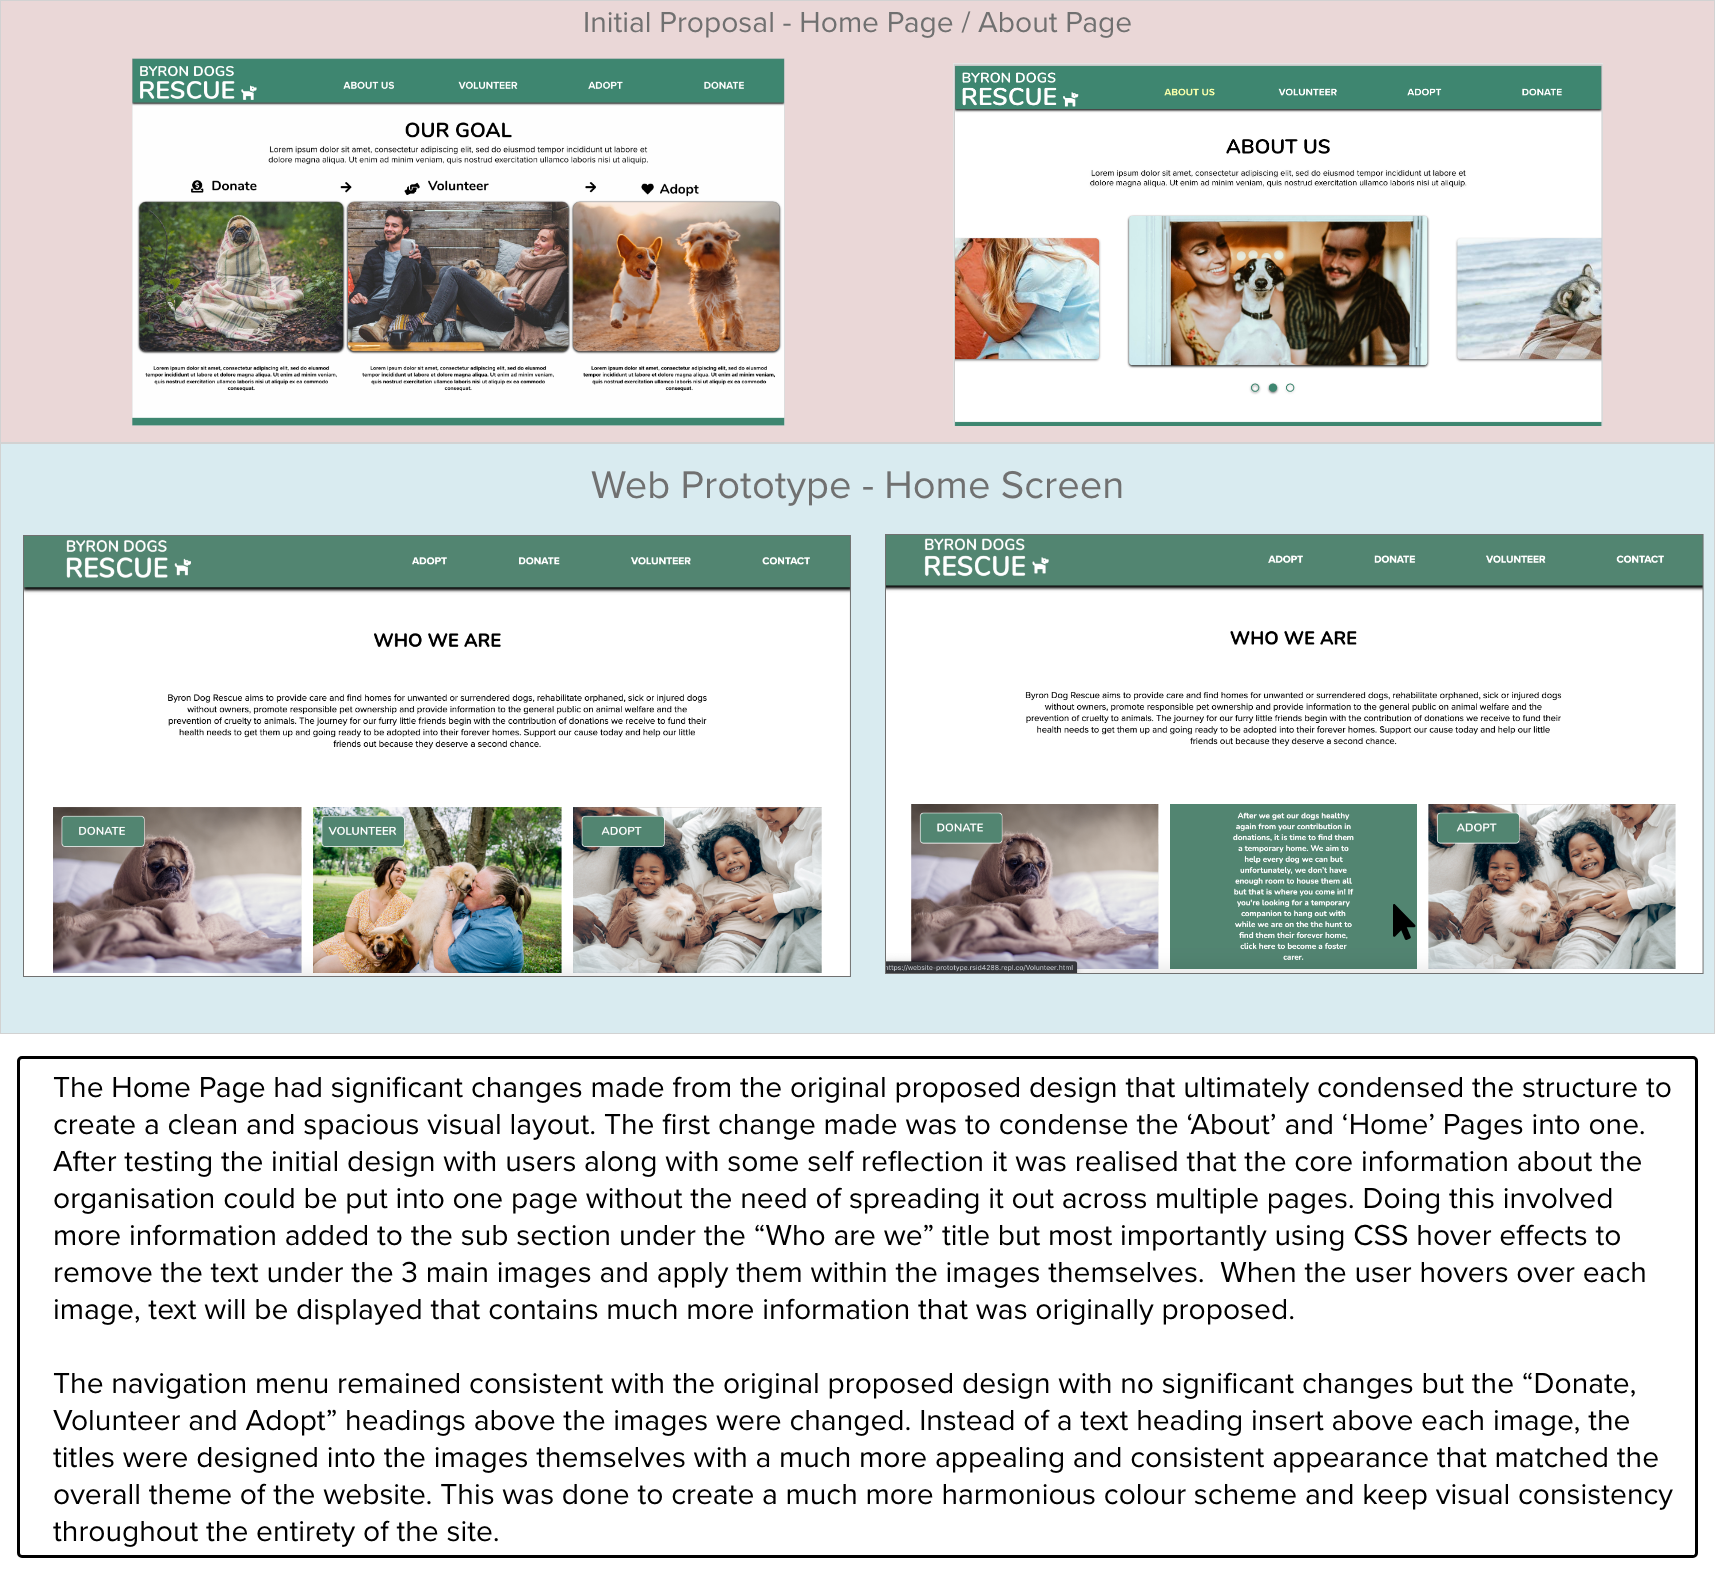 Initial Proposal - Home Page / About Page
BYRON DOGS
RESCUE
ABOUT US VOLUNTEER ADOPT DONATE
OUR GOAL
Lorem ipsum dolor sit amet, consectetur adipiscing elit, sed do eiusmod tempor incididunt ut labore et
dolore magna aliqua. Ut enim ad minim veniam, quis nostrud exercitation ullamco laboris nisi ut aliquip.
Donate Volunteer Adopt
Lorem ipsum dolor sit amet, consectetur adipiscing elit, sed do eiusmod
tempor incididunt ut labore et dolore magna aliqua. Ut enim ad minim veniam,
quis nostrud exercitation ullamco laboris nisi ut aliquip ex ea commodo
consequat.
Lorem ipsum dolor sit amet, consectetur adipiscing elit, sed do eiusmod
tempor incididunt ut labore et dolore magna aliqua. Ut enim ad minim veniam,
quis nostrud exercitation ullamco laboris nisi ut aliquip ex ea commodo
consequat.
Lorem ipsum dolor sit amet, consectetur adipiscing elit, sed do eiusmod
tempor incididunt ut labore et dolore magna aliqua. Ut enim ad minim veniam,
quis nostrud exercitation ullamco laboris nisi ut aliquip ex ea commodo
consequat.
BYRON DOGS
RESCUE
ABOUT US VOLUNTEER ADOPT DONATE
ABOUT US
Lorem ipsum dolor sit amet, consectetur adipiscing elit, sed do eiusmod tempor incididunt ut labore et
dolore magna aliqua. Ut enim ad minim veniam, quis nostrud exercitation ullamco laboris nisi ut aliquip.
Web Prototype - Home Screen
BYRON DOGS
RESCUE
ADOPT DONATE VOLUNTEER CONTACT
WHO WE ARE
Byron Dog Rescue aims to provide care and find homes for unwanted or surrendered dogs, rehabilitate orphaned, sick or injured dogs
without owners, promote responsible pet ownership and provide information to the general public on animal welfare and the
prevention of cruelty to animals. The journey for our furry little friends begin with the contribution of donations we receive to fund their
health needs to get them up and going ready to be adopted into their forever homes. Support our cause today and help our little
friends out because they deserve a second chance.
DONATE VOLUNTEER ADOPT
BYRON DOGS
RESCUE
ADOPT DONATE VOLUNTEER CONTACT
WHO WE ARE
Byron Dog Rescue aims to provide care and find homes for unwanted or surrendered dogs, rehabilitate orphaned, sick or injured dogs
without owners, promote responsible pet ownership and provide information to the general public on animal welfare and the
prevention of cruelty to animals. The journey for our furry little friends begin with the contribution of donations we receive to fund their
health needs to get them up and going ready to be adopted into their forever homes. Support our cause today and help our little
friends out because they deserve a second chance.
DONATE
After we get our dogs healthy
again from your contribution in
donations, it is time to find them
a temporary home. We aim to
help every dog we can but
unfortunately, we don't have
enough room to house them all
but that is where you come in! If
you're looking for a temporary
companion to hang out with
while we are on the the hunt to
find them their forever home,
click here to become a foster
carer.
ADOPT
https://website-prototype.rsid4288.repl.co/Volunteer.html
The Home Page had significant changes made from the original proposed design that ultimately condensed the structure to
create a clean and spacious visual layout. The first change made was to condense the ‘About’ and ‘Home’ Pages into one.
After testing the initial design with users along with some self reflection it was realised that the core information about the
organisation could be put into one page without the need of spreading it out across multiple pages. Doing this involved
more information added to the sub section under the “Who are we” title but most importantly using CSS hover effects to
remove the text under the 3 main images and apply them within the images themselves.  When the user hovers over each
image, text will be displayed that contains much more information that was originally proposed.
The navigation menu remained consistent with the original proposed design with no significant changes but the “Donate,
Volunteer and Adopt” headings above the images were changed. Instead of a text heading insert above each image, the
titles were designed into the images themselves with a much more appealing and consistent appearance that matched the
overall theme of the website. This was done to create a much more harmonious colour scheme and keep visual consistency
throughout the entirety of the site.